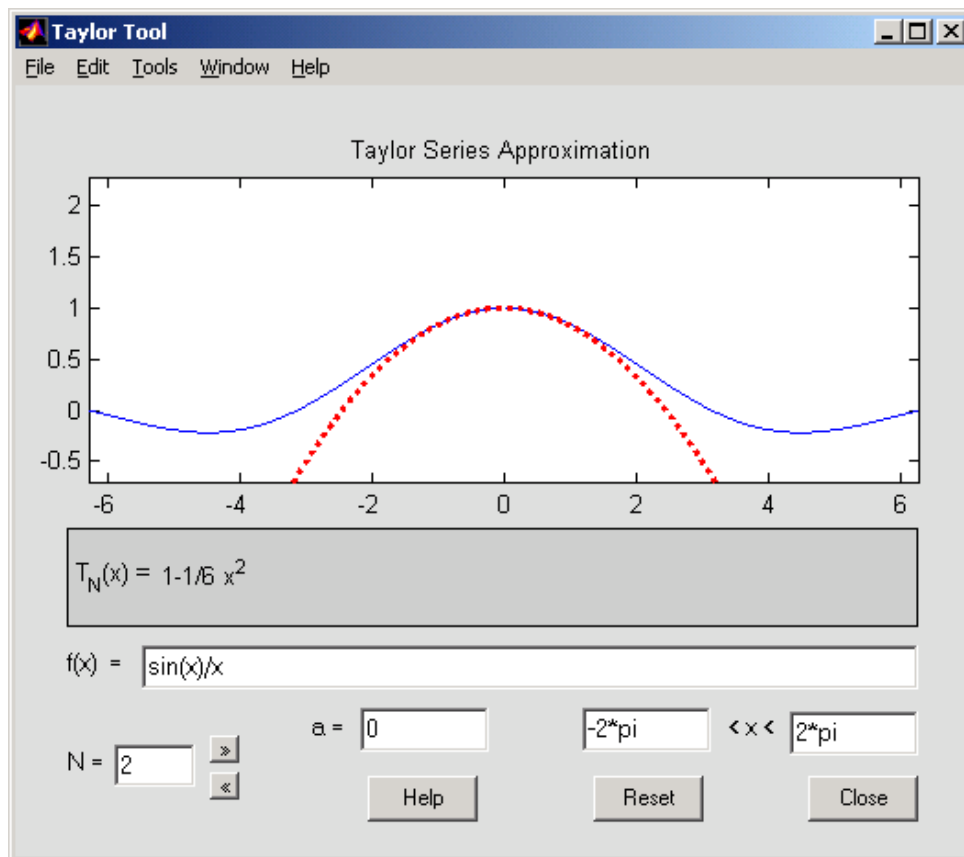 Taylor Tool
File Edit Tools Window Help
Taylor Series Approximation
2
1.5
1
0.5
0
-0.5
-6 -4 -2 0 2 4 6
T_N(x) = 1-1/6 x^2
f(x) = sin(x)/x
a = 0 -2*pi < x < 2*pi
N = 2 » «
Help Reset Close